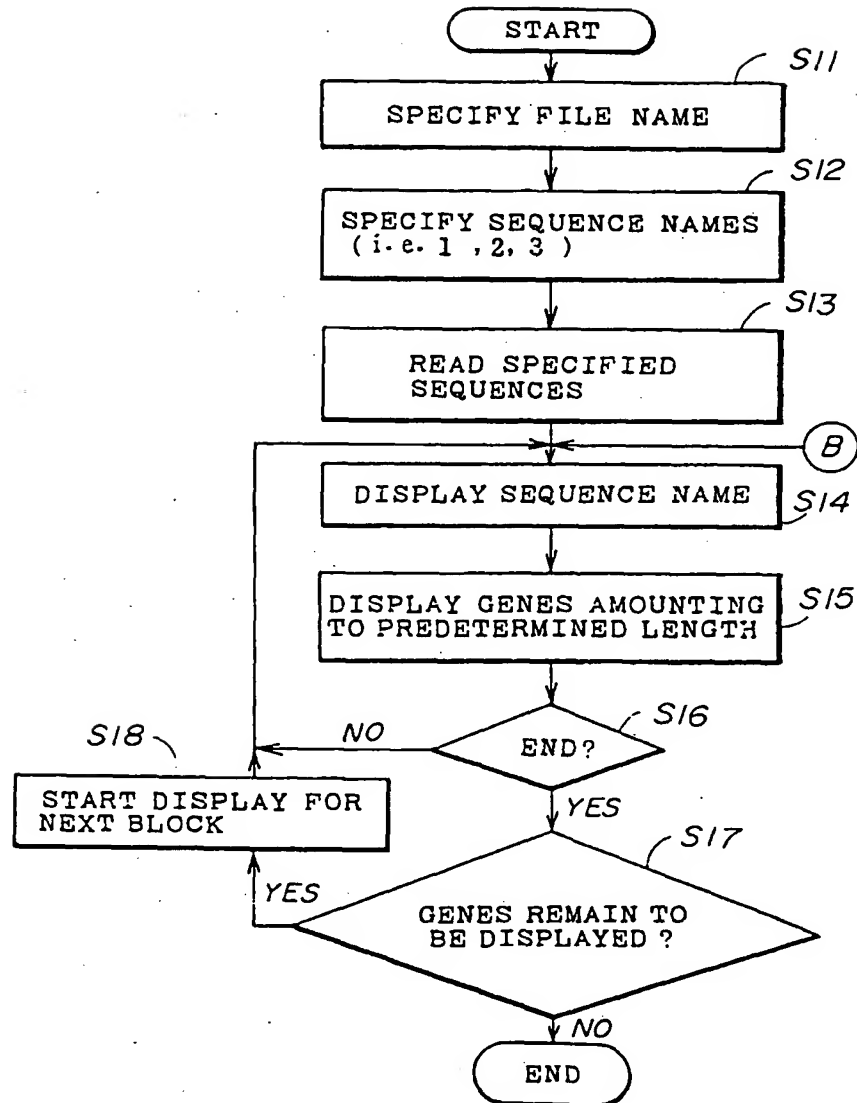 START
S11
SPECIFY FILE NAME
S12
SPECIFY SEQUENCE NAMES
(i.e. 1 ,2, 3 )
S13
READ SPECIFIED
SEQUENCES
B
DISPLAY SEQUENCE NAME
S14
DISPLAY GENES AMOUNTING
TO PREDETERMINED LENGTH
S15
S16
END?
NO
S18
START DISPLAY FOR
NEXT BLOCK
YES
S17
GENES REMAIN TO
BE DISPLAYED ?
YES
NO
END